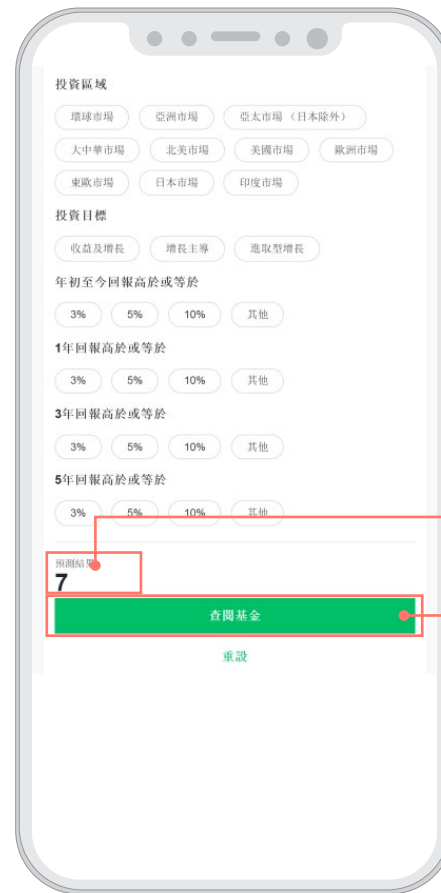 投資區域
環球市場 亞洲市場 亞太市場（日本除外）
大中華市場 北美市場 美國市場 歐洲市場
東歐市場 日本市場 印度市場
投資目標
收益及增長 增長主導 進取型增長
年初至今回報高於或等於
3% 5% 10% 其他
1年回報高於或等於
3% 5% 10% 其他
3年回報高於或等於
3% 5% 10% 其他
5年回報高於或等於
3% 5% 10% 其他
預測結果
7
查閱基金
重設